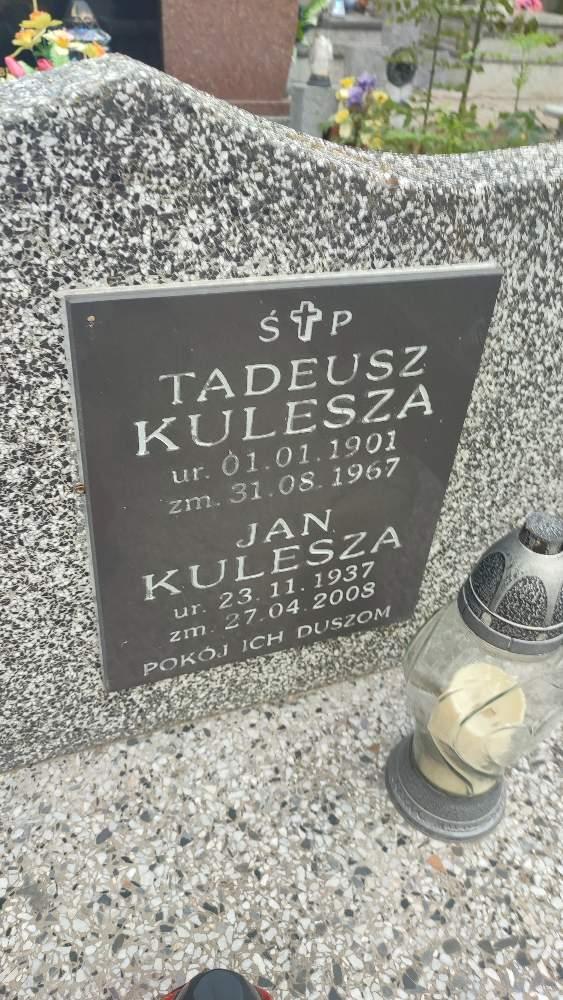 Ś✝P
TADEUSZ
KULESZA
ur. 01.01.1901
zm. 31.08.1967
JAN
KULESZA
ur. 23.11.1937
zm. 27.04.2008
POKÓJ ICH DUSZOM